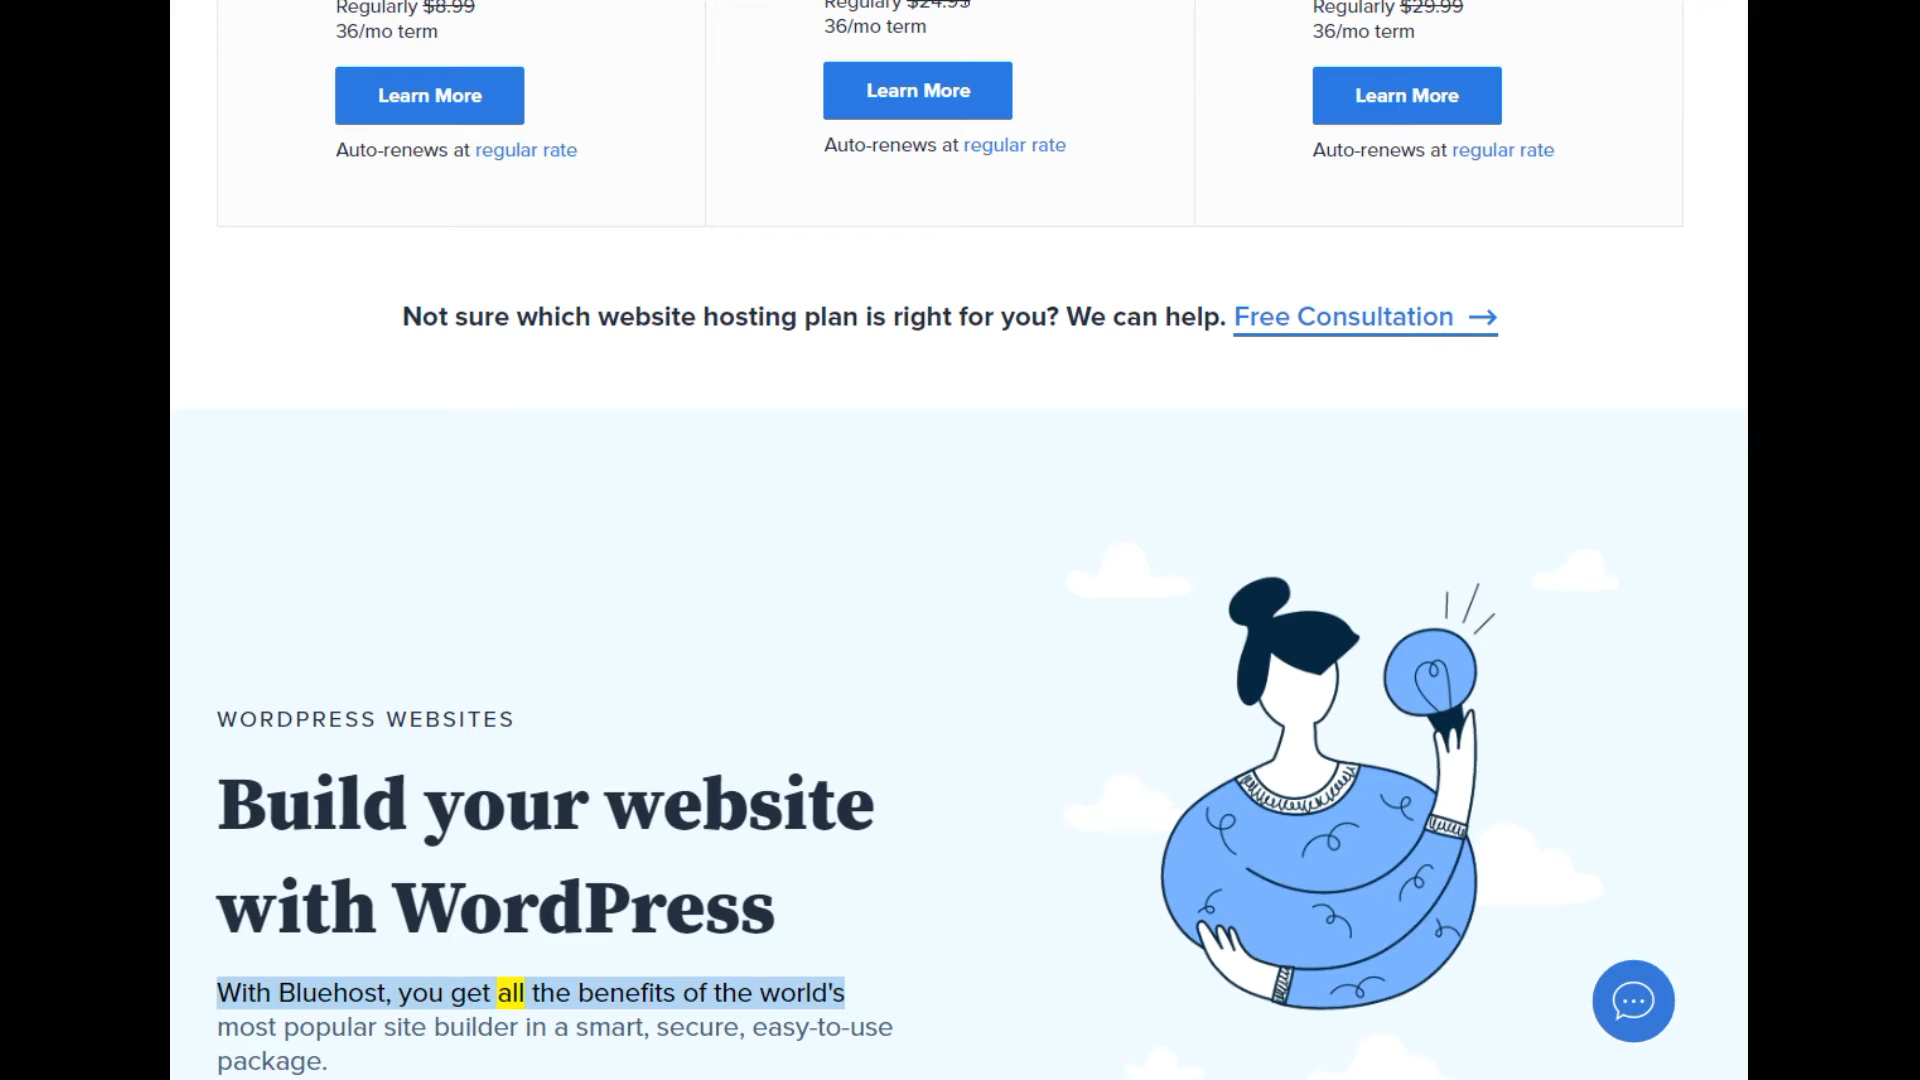 Regularly $8.99
36/mo term
Learn More
Auto-renews at regular rate
Regulary $24.95
36/mo term
Learn More
Auto-renews at regular rate
Regularly $29.99
36/mo term
Learn More
Auto-renews at regular rate
Not sure which website hosting plan is right for you? We can help. Free Consultation →
WORDPRESS WEBSITES
Build your website
with WordPress
With Bluehost, you get all the benefits of the world's
most popular site builder in a smart, secure, easy-to-use
package.